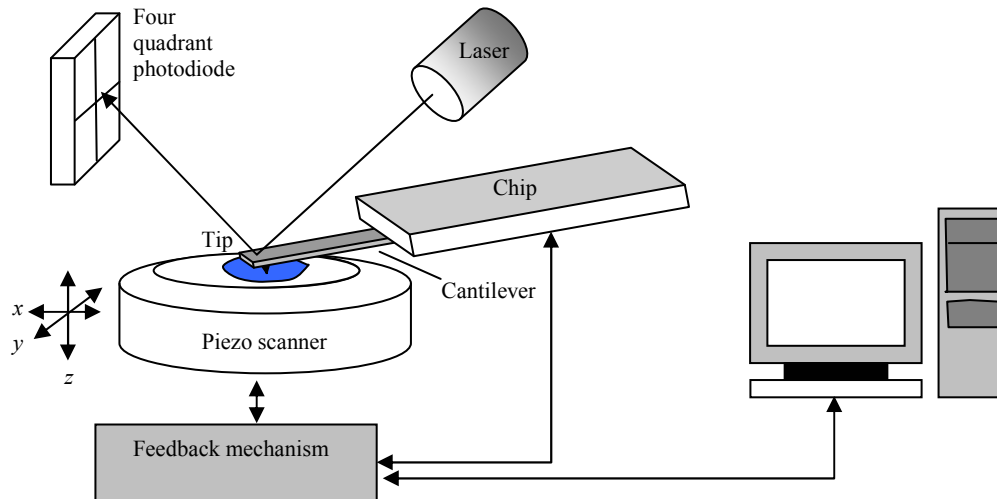 Four
quadrant
photodiode
Laser
Chip
Tip
Cantilever
x
y
z
Piezo scanner
Feedback mechanism